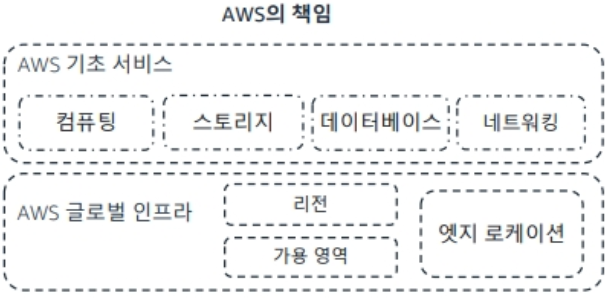 AWS의 책임
AWS 기초 서비스
컴퓨팅
스토리지
데이터베이스
네트워킹
AWS 글로벌 인프라
리전
가용 영역
엣지 로케이션